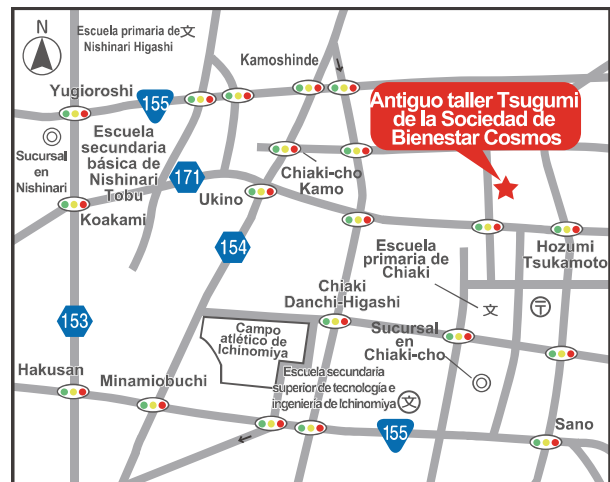 N
Escuela primaria de 文
Nishinari Higashi
Kamoshinde
Yugioroshi
155
Antiguo taller Tsugumi
de la Sociedad de
Bienestar Cosmos
Escuela
secundaria
básica de
Nishinari
Tobu
Sucursal
en
Nishinari
Chiaki-cho
Kamo
171
Ukino
Koakami
154
Escuela
primaria de
Chiaki
文
〒
Hozumi
Tsukamoto
Chiaki
Danchi-Higashi
153
Campo
atlético de
Ichinomiya
Sucursal
en
Chiaki-cho
Hakusan
Minamiobuchi
Escuela secundaria
superior de tecnología e
ingeniería de Ichinomiya
文
155
Sano